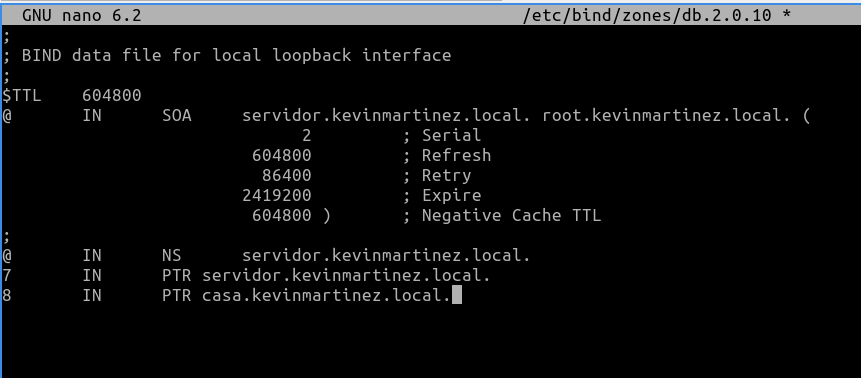 GNU nano 6.2 /etc/bind/zones/db.2.0.10 *
;
; BIND data file for local loopback interface
;
$TTL 604800
@ IN SOA servidor.kevinmartinez.local. root.kevinmartinez.local. (
2 ; Serial
604800 ; Refresh
86400 ; Retry
2419200 ; Expire
604800 ) ; Negative Cache TTL
;
@ IN NS servidor.kevinmartinez.local.
7 IN PTR servidor.kevinmartinez.local.
8 IN PTR casa.kevinmartinez.local.